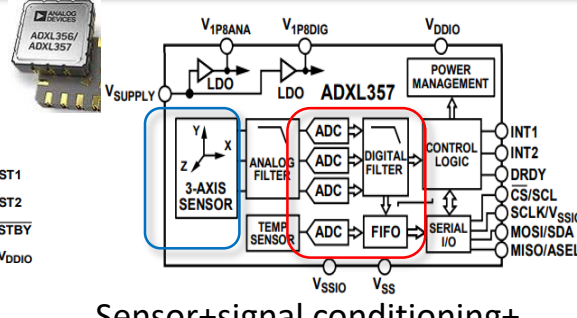 ANALOG
DEVICES
ADXL356/
ADXL357
V1P8ANA
V1P8DIG
VDDIO
VSUPPLY
LDO
LDO
ADXL357
POWER
MANAGEMENT
ST1
ST2
STBY
VDDIO
Y
X
Z
3-AXIS
SENSOR
ANALOG
FILTER
ADC
ADC
ADC
DIGITAL
FILTER
CONTROL
LOGIC
INT1
INT2
DRDY
CS/SCL
SCLK/VSSIO
MOSI/SDA
MISO/ASEL
TEMP
SENSOR
ADC
FIFO
SERIAL
I/O
VSSIO
VSS
Sensor+signal conditioning+